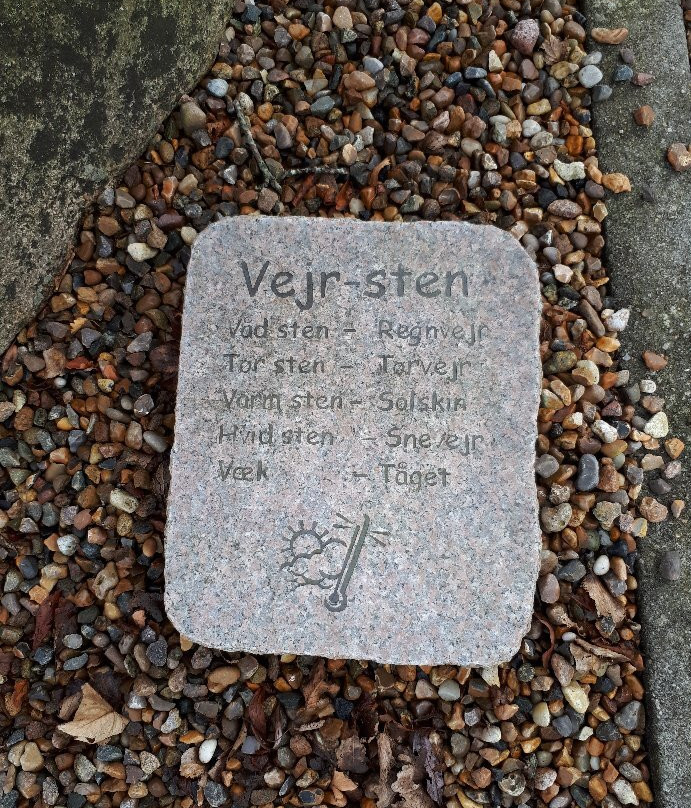 Vejr-sten
Våd sten - Regnvejr
Tør sten - Tørvejr
Varm sten - Solskin
Hvid sten - Snevejr
Væk - Tåget